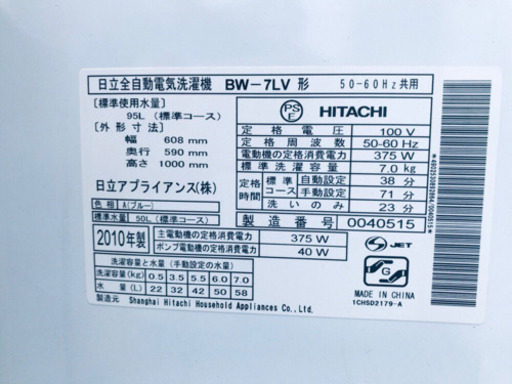 日立全自動電気洗濯機 BW-7LV 形 50-60Hz共用
〔標準使用水量〕
95L (標準コース)
〔外形寸法〕
幅 608 mm
奥行 590 mm
高さ 1000 mm
日立アプライアンス(株)
色相 A(ブルー)
標準水量 50L (標準コース)
2010年製
主電動機の定格消費電力 375 W
ポンプ電動機の定格消費電力 40 W
PS E HITACHI
定格電圧 100 V
定格周波数 50-60 Hz
電動機の定格消費電力 375 W
標準洗濯容量 7.0 kg
定格時間 標準コース 自動設定 38 分
手動設定 71 分
洗いのみ 23 分
製造番号 0040515
洗濯容量と水量 (手動設定の水量)
洗濯容量(kg) 0.5 3.5 5.5 6.0 7.0
水 量 (L) 22 32 42 50 58
Shanghai Hitachi Household Appliances Co.,Ltd.
S JET
G
MADE IN CHINA
1CHSD2179-A